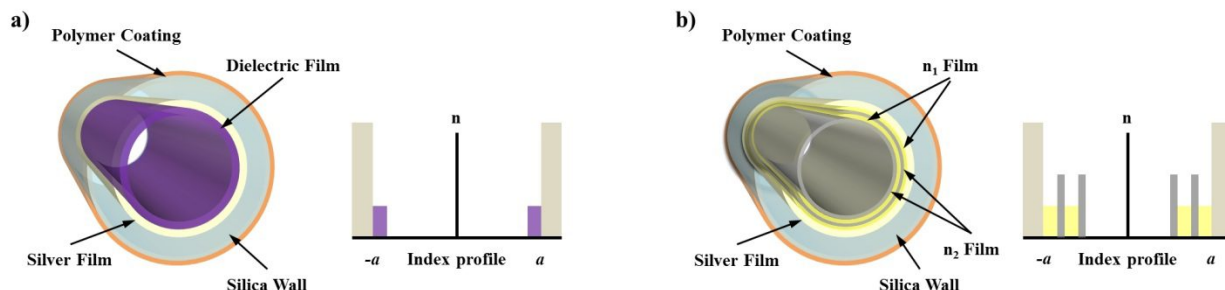 a)
Polymer Coating
Dielectric Film
Silver Film
Silica Wall
n
-a Index profile a
b)
Polymer Coating
n₁ Film
n₂ Film
Silver Film
Silica Wall
n
-a Index profile a